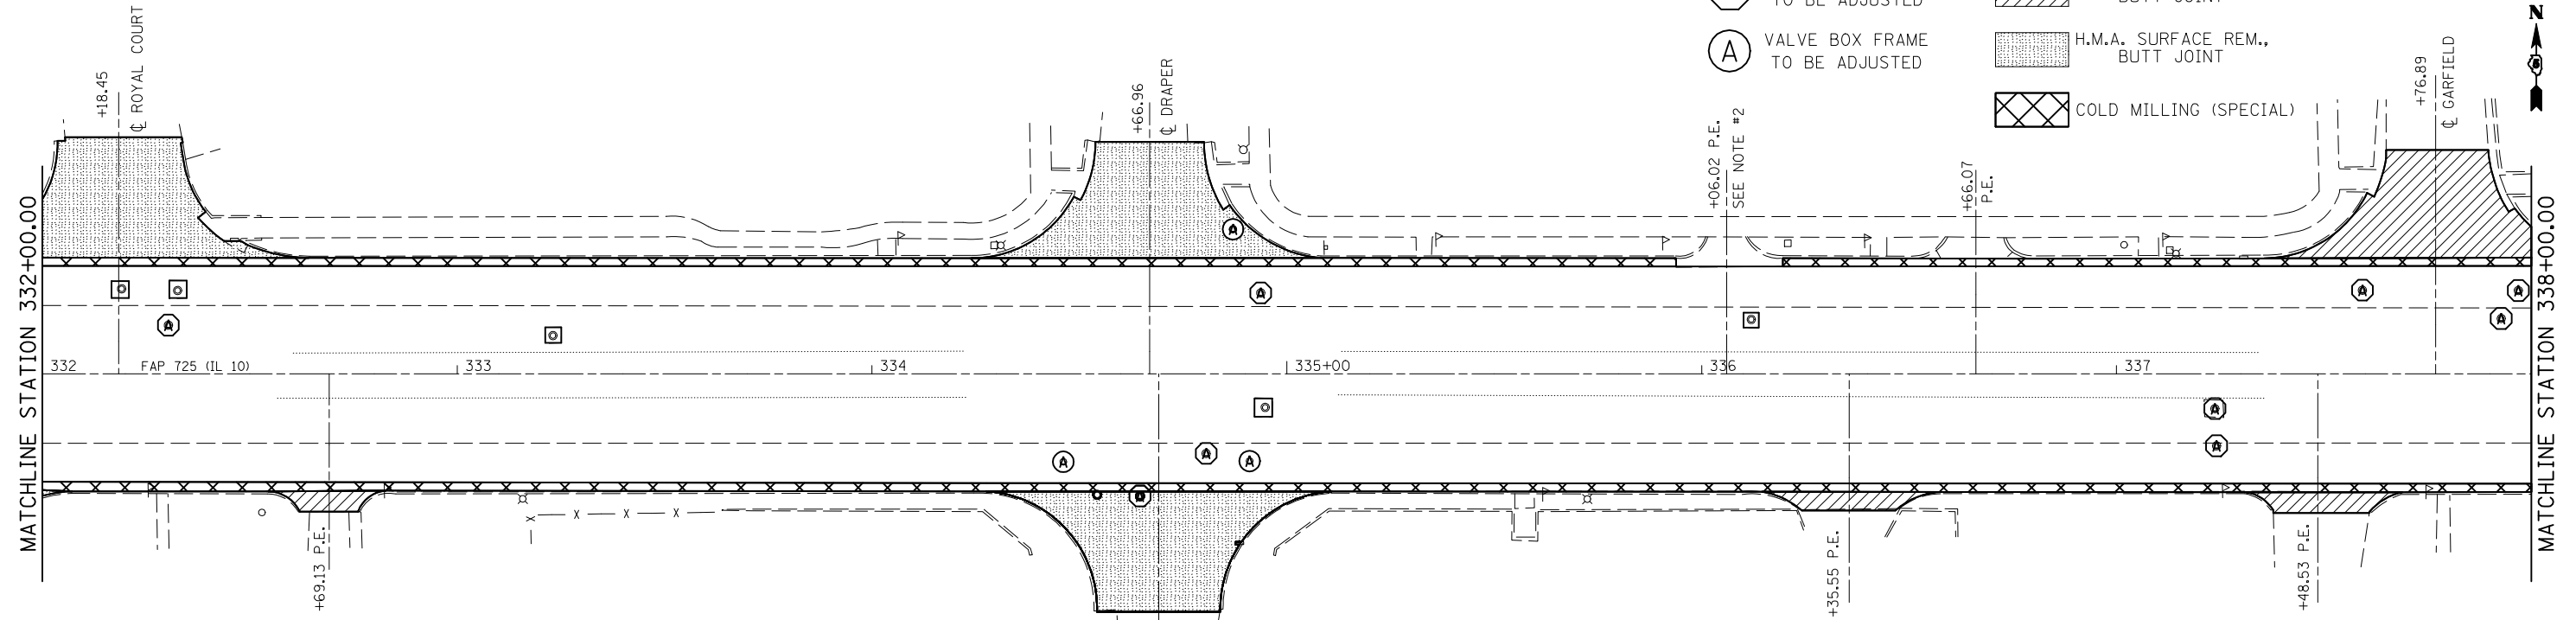 TO BE ADJUSTED
BUTT JOINT
A
VALVE BOX FRAME
TO BE ADJUSTED
H.M.A. SURFACE REM.,
BUTT JOINT
COLD MILLING (SPECIAL)
N
+18.45
℄ ROYAL COURT
+66.96
℄ DRAPER
+06.02 P.E.
SEE NOTE #2
+66.07
P.E.
+76.89
℄ GARFIELD
MATCHLINE STATION 332+00.00
MATCHLINE STATION 338+00.00
A
A
A
A
A
A
332
FAP 725 (IL 10)
333
334
335+00
336
337
A
A
A
A
A
X
X
X
X
+69.13 P.E.
+35.55 P.E.
+48.53 P.E.